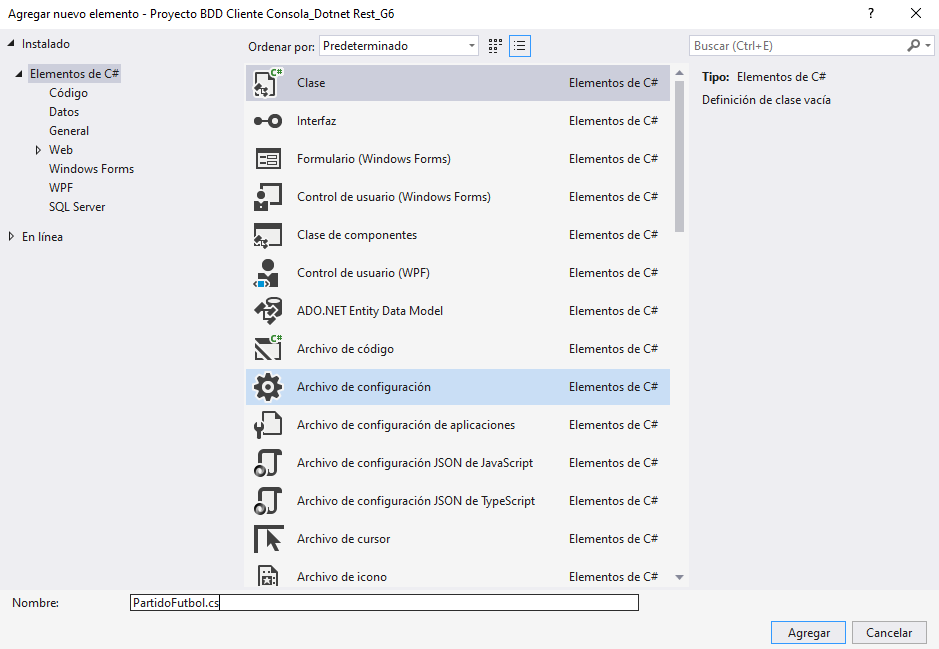 Agregar nuevo elemento - Proyecto BDD Cliente Consola_Dotnet Rest_G6
?
Instalado
Ordenar por: Predeterminado
Buscar (Ctrl+E)
Elementos de C#
Código
Datos
General
Web
Windows Forms
WPF
SQL Server
En línea
C# Clase Elementos de C#
Interfaz Elementos de C#
Formulario (Windows Forms) Elementos de C#
Control de usuario (Windows Forms) Elementos de C#
Clase de componentes Elementos de C#
Control de usuario (WPF) Elementos de C#
ADO.NET Entity Data Model Elementos de C#
C# Archivo de código Elementos de C#
Archivo de configuración Elementos de C#
Archivo de configuración de aplicaciones Elementos de C#
Archivo de configuración JSON de JavaScript Elementos de C#
Archivo de configuración JSON de TypeScript Elementos de C#
Archivo de cursor Elementos de C#
Archivo de icono Elementos de C#
Tipo: Elementos de C#
Definición de clase vacía
Nombre: PartidoFutbol.cs
Agregar Cancelar